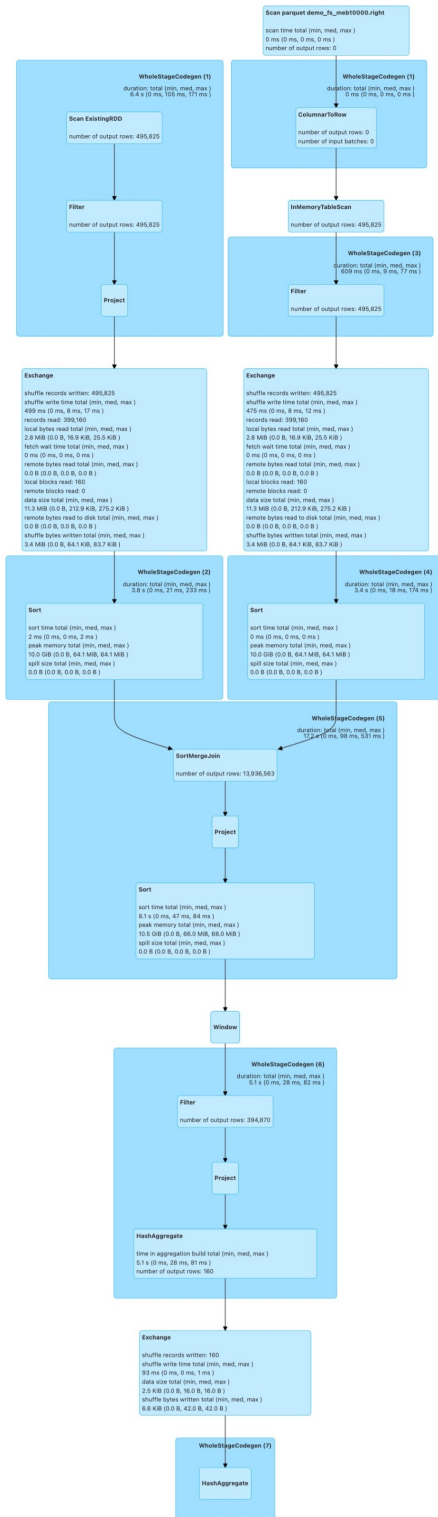 Scan parquet demo_fs_meb10000.right
scan time total (min, med, max )
0 ms (0 ms, 0 ms, 0 ms )
number of output rows: 0
WholeStageCodegen (1)
duration: total (min, med, max )
6.4 s (0 ms, 105 ms, 171 ms )
Scan ExistingRDD
number of output rows: 495,825
Filter
number of output rows: 495,825
Project
WholeStageCodegen (1)
duration: total (min, med, max )
0 ms (0 ms, 0 ms, 0 ms )
ColumnarToRow
number of output rows: 0
number of input batches: 0
InMemoryTableScan
number of output rows: 495,825
WholeStageCodegen (3)
duration: total (min, med, max )
609 ms (0 ms, 9 ms, 77 ms )
Filter
number of output rows: 495,825
Exchange
shuffle records written: 495,825
shuffle write time total (min, med, max )
499 ms (0 ms, 8 ms, 17 ms )
records read: 399,160
local bytes read total (min, med, max )
2.8 MiB (0.0 B, 16.9 KiB, 25.5 KiB )
fetch wait time total (min, med, max )
0 ms (0 ms, 0 ms, 0 ms )
remote bytes read total (min, med, max )
0.0 B (0.0 B, 0.0 B, 0.0 B )
local blocks read: 160
remote blocks read: 0
data size total (min, med, max )
11.3 MiB (0.0 B, 212.9 KiB, 275.2 KiB )
remote bytes read to disk total (min, med, max )
0.0 B (0.0 B, 0.0 B, 0.0 B )
shuffle bytes written total (min, med, max )
3.4 MiB (0.0 B, 64.1 KiB, 83.7 KiB )
Exchange
shuffle records written: 495,825
shuffle write time total (min, med, max )
475 ms (0 ms, 8 ms, 12 ms )
records read: 399,160
local bytes read total (min, med, max )
2.8 MiB (0.0 B, 16.9 KiB, 25.5 KiB )
fetch wait time total (min, med, max )
0 ms (0 ms, 0 ms, 0 ms )
remote bytes read total (min, med, max )
0.0 B (0.0 B, 0.0 B, 0.0 B )
local blocks read: 160
remote blocks read: 0
data size total (min, med, max )
11.3 MiB (0.0 B, 212.9 KiB, 275.2 KiB )
remote bytes read to disk total (min, med, max )
0.0 B (0.0 B, 0.0 B, 0.0 B )
shuffle bytes written total (min, med, max )
3.4 MiB (0.0 B, 64.1 KiB, 83.7 KiB )
WholeStageCodegen (2)
duration: total (min, med, max )
3.8 s (0 ms, 21 ms, 233 ms )
Sort
sort time total (min, med, max )
2 ms (0 ms, 0 ms, 2 ms )
peak memory total (min, med, max )
10.0 GiB (0.0 B, 64.1 MiB, 64.1 MiB )
spill size total (min, med, max )
0.0 B (0.0 B, 0.0 B, 0.0 B )
WholeStageCodegen (4)
duration: total (min, med, max )
3.4 s (0 ms, 18 ms, 174 ms )
Sort
sort time total (min, med, max )
0 ms (0 ms, 0 ms, 0 ms )
peak memory total (min, med, max )
10.0 GiB (0.0 B, 64.1 MiB, 64.1 MiB )
spill size total (min, med, max )
0.0 B (0.0 B, 0.0 B, 0.0 B )
WholeStageCodegen (5)
duration: total (min, med, max )
17.2 s (0 ms, 98 ms, 531 ms )
SortMergeJoin
number of output rows: 13,936,563
Project
Sort
sort time total (min, med, max )
8.1 s (0 ms, 47 ms, 84 ms )
peak memory total (min, med, max )
10.5 GiB (0.0 B, 66.0 MiB, 68.0 MiB )
spill size total (min, med, max )
0.0 B (0.0 B, 0.0 B, 0.0 B )
Window
WholeStageCodegen (6)
duration: total (min, med, max )
5.1 s (0 ms, 28 ms, 82 ms )
Filter
number of output rows: 394,870
Project
HashAggregate
time in aggregation build total (min, med, max )
5.1 s (0 ms, 28 ms, 81 ms )
number of output rows: 160
Exchange
shuffle records written: 160
shuffle write time total (min, med, max )
93 ms (0 ms, 0 ms, 1 ms )
data size total (min, med, max )
2.5 KiB (0.0 B, 16.0 B, 16.0 B )
shuffle bytes written total (min, med, max )
6.6 KiB (0.0 B, 42.0 B, 42.0 B )
WholeStageCodegen (7)
HashAggregate